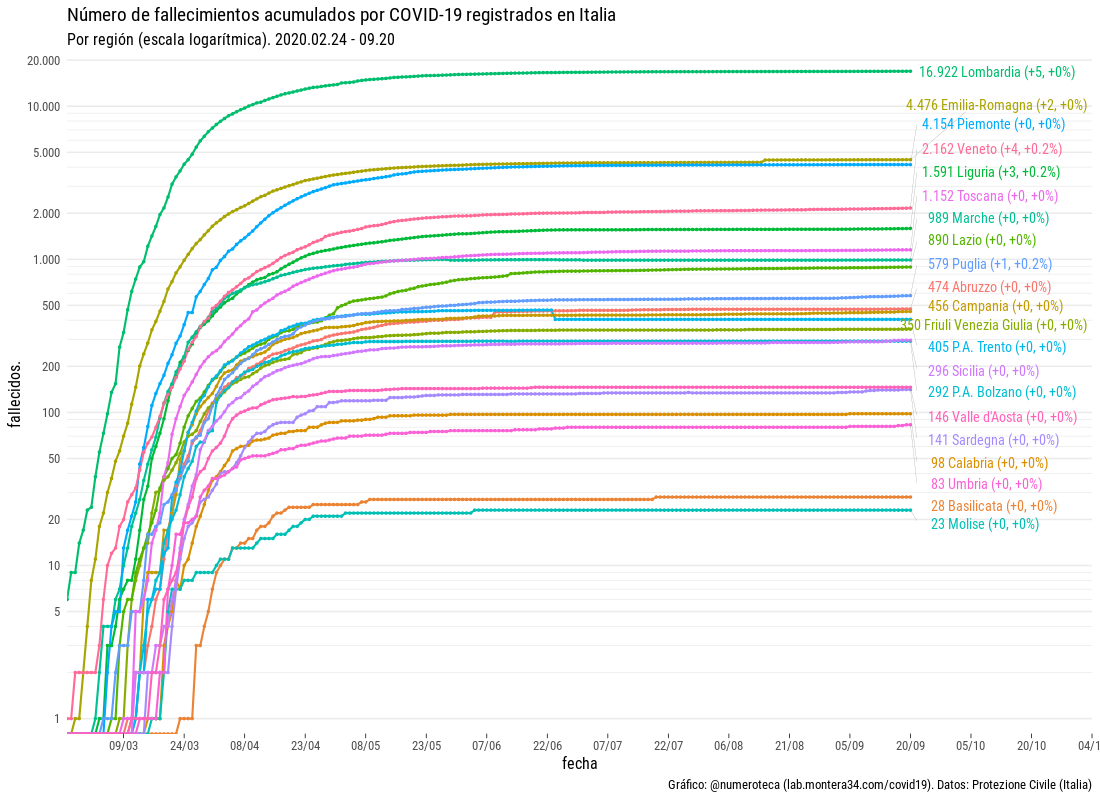 Número de fallecimientos acumulados por COVID-19 registrados en Italia
Por región (escala logarítmica). 2020.02.24 - 09.20
fallecidos.
20.000
10.000
5.000
2.000
1.000
500
200
100
50
20
10
5
1
16.922 Lombardia (+5, +0%)
4.476 Emilia-Romagna (+2, +0%)
4.154 Piemonte (+0, +0%)
2.162 Veneto (+4, +0.2%)
1.591 Liguria (+3, +0.2%)
1.152 Toscana (+0, +0%)
989 Marche (+0, +0%)
890 Lazio (+0, +0%)
579 Puglia (+1, +0.2%)
474 Abruzzo (+0, +0%)
456 Campania (+0, +0%)
350 Friuli Venezia Giulia (+0, +0%)
405 P.A. Trento (+0, +0%)
296 Sicilia (+0, +0%)
292 P.A. Bolzano (+0, +0%)
146 Valle d'Aosta (+0, +0%)
141 Sardegna (+0, +0%)
98 Calabria (+0, +0%)
83 Umbria (+0, +0%)
28 Basilicata (+0, +0%)
23 Molise (+0, +0%)
09/03 24/03 08/04 23/04 08/05 23/05 07/06 22/06 07/07 22/07 06/08 21/08 05/09 20/09 05/10 20/10 04/1
fecha
Gráfico: @numeroteca (lab.montera34.com/covid19). Datos: Protezione Civile (Italia)